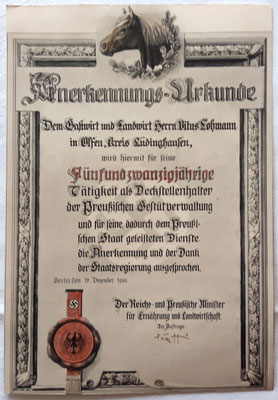 Anerkennungs-Urkunde
Dem Gastwirt und Landwirt Herrn Vitus Lohmann
in Olfen, Kreis Lüdinghausen,
wird hiermit für seine
Fünfundzwanzigjährige
Tätigkeit als Deckstellenhalter
der Preußischen Gestütverwaltung
und für seine, dadurch dem Preußi-
schen Staat geleisteten Dienste
die Anerkennung und der Dank
der Staatsregierung ausgesprochen.
Berlin den 12. Dezember
Der Reichs- und Preußische Minister
für Ernährung und Landwirtschaft.
Im Auftrage: